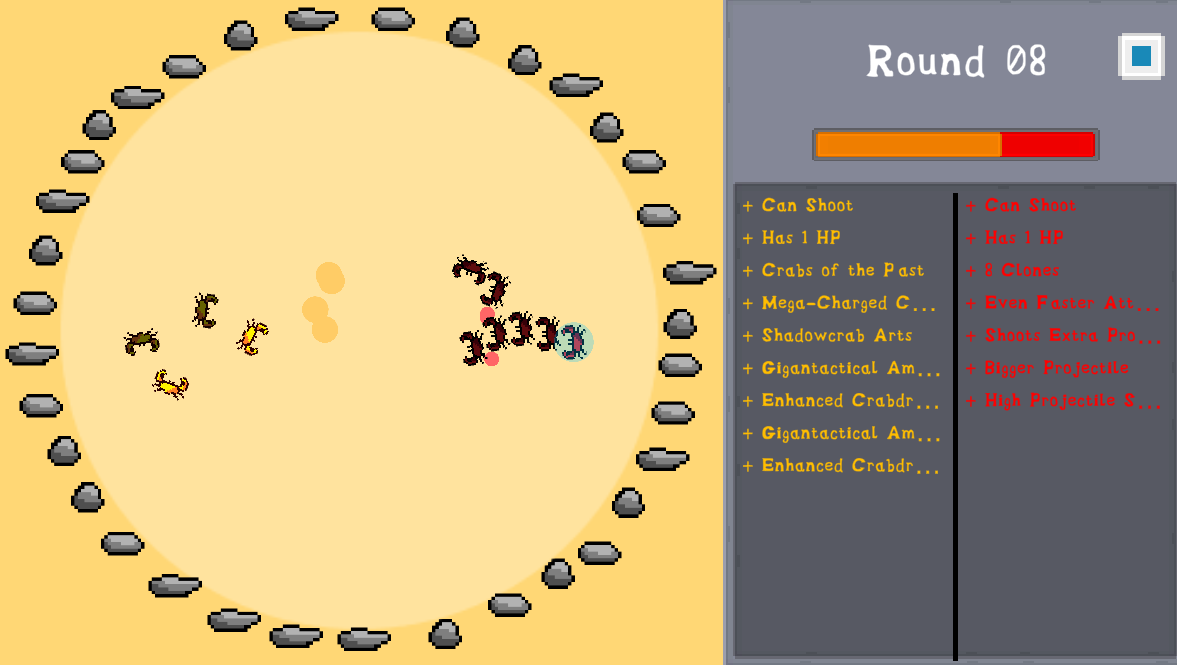 Round 08
+ Can Shoot
+ Has 1 HP
+ Crabs of the Past
+ Mega-Charged C...
+ Shadowcrab Arts
+ Gigantactical Am...
+ Enhanced Crabdr...
+ Gigantactical Am...
+ Enhanced Crabdr...
+ Can Shoot
+ Has 1 HP
+ 8 Clones
+ Even Faster Att...
+ Shoots Extra Pro...
+ Bigger Projectile
+ High Projectile S...